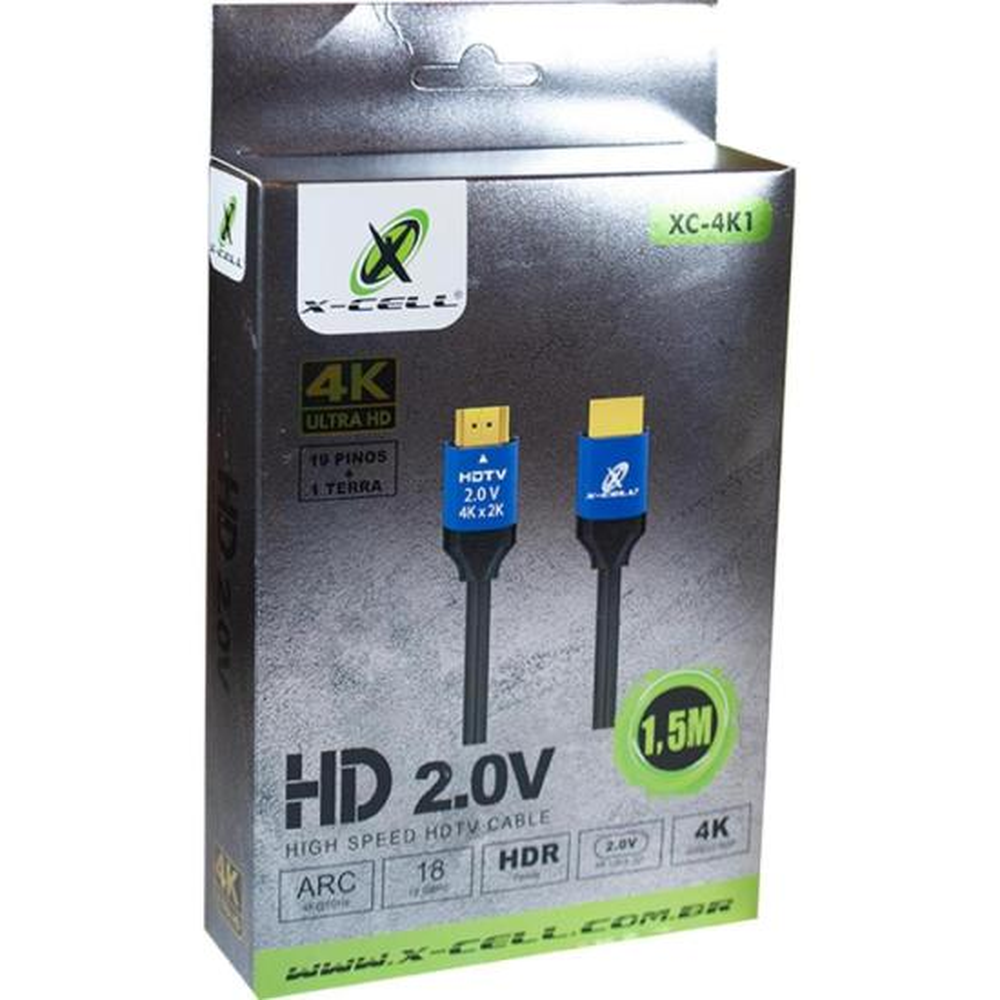 X-CELL
XC-4K1
X-CELL®
4K
ULTRA HD
19 PINOS
+
1 TERRA
HDTV
2.0 V
4K x 2K
X-CELL
1,5M
HD 2.0V
HD 2.0V
HIGH SPEED HDTV CABLE
ARC
18
HDR
2.0V
4K
4K
WWW.X-CELL.COM.BR